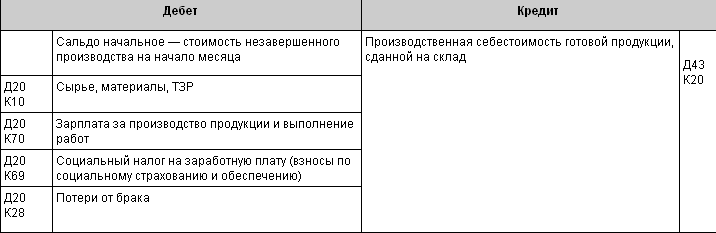 Дебет
Кредит
Сальдо начальное — стоимость незавершенного
производства на начало месяца
Производственная себестоимость готовой продукции,
сданной на склад
Д43
К20
Д20
К10
Сырье, материалы, ТЗР
Д20
К70
Зарплата за производство продукции и выполнение
работ
Д20
К69
Социальный налог на заработную плату (взносы по
социальному страхованию и обеспечению)
Д20
К28
Потери от брака